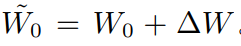 W̃₀ = W₀ + ΔW.